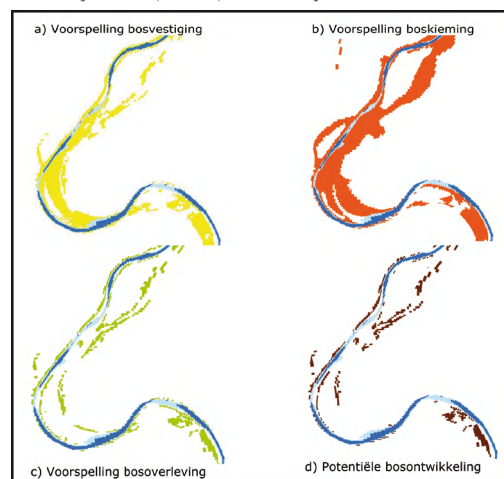 a) Voorspelling bosvestiging
b) Voorspelling boskieming
c) Voorspelling bosoverleving
d) Potentiële bosontwikkeling